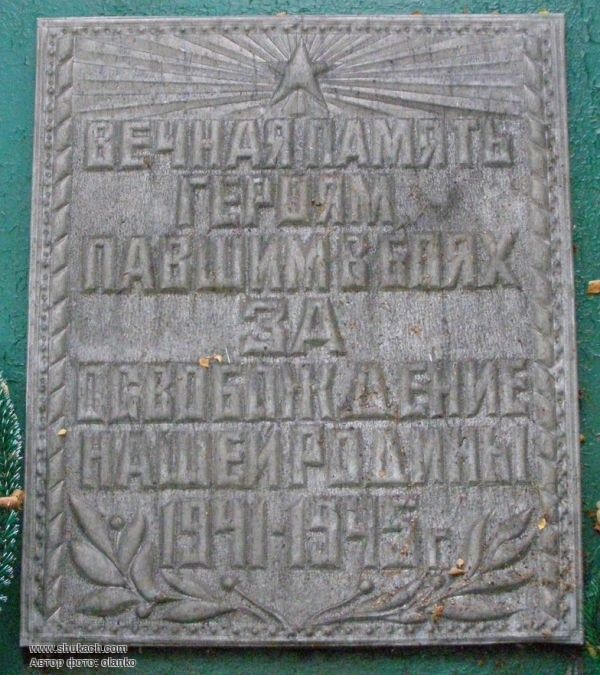 ВЕЧНАЯ ПАМЯТЬ
ГЕРОЯМ
ПАВШИМ В БОЯХ
ЗА
ОСВОБОЖДЕНИЕ
НАШЕЙ РОДИНЫ
1941-1945 г.
www.shukach.com
Автор фото: olanko